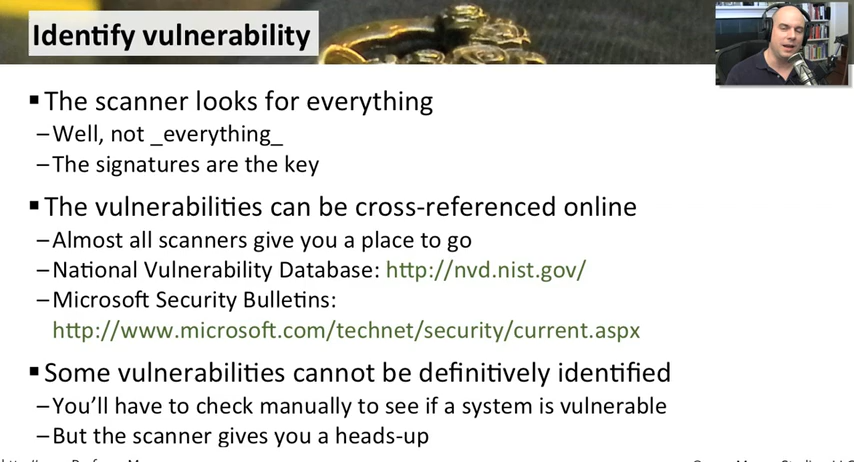 Identify vulnerability
▪ The scanner looks for everything
–Well, not _everything_
–The signatures are the key
▪ The vulnerabilities can be cross-referenced online
–Almost all scanners give you a place to go
–National Vulnerability Database: http://nvd.nist.gov/
–Microsoft Security Bulletins:
http://www.microsoft.com/technet/security/current.aspx
▪ Some vulnerabilities cannot be definitively identified
–You’ll have to check manually to see if a system is vulnerable
–But the scanner gives you a heads-up